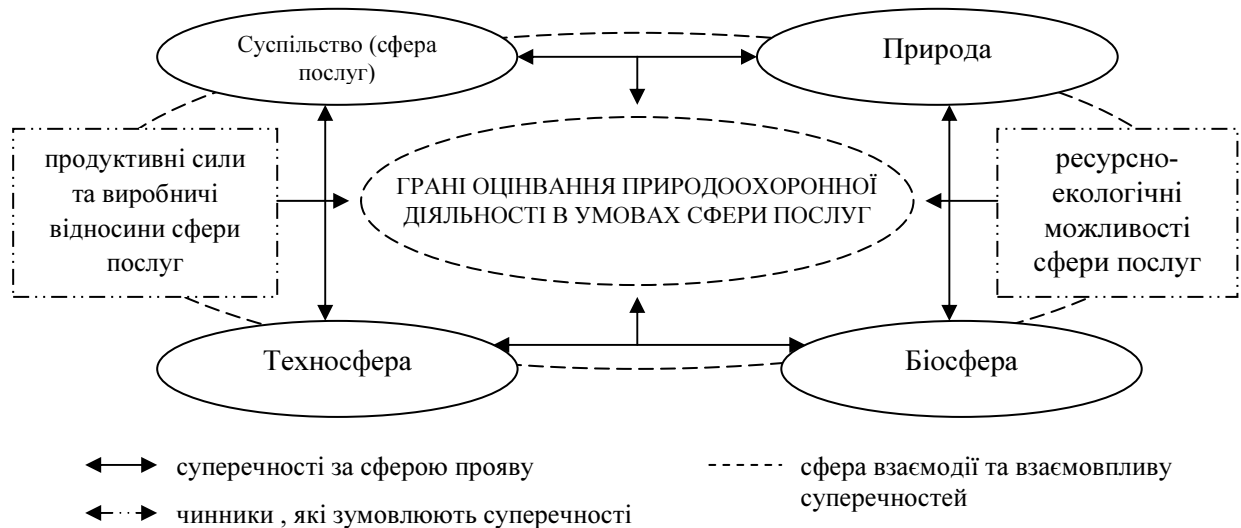 Суспільство (сфера
послуг)
Природа
продуктивні сили
та виробничі
відносини сфери
послуг
ГРАНІ ОЦІНВАННЯ ПРИРОДООХОРОННОЇ
ДІЯЛЬНОСТІ В УМОВАХ СФЕРИ ПОСЛУГ
ресурсно-
екологічні
можливості
сфери послуг
Техносфера
Біосфера
суперечності за сферою прояву
чинники , які зумовлюють суперечності
сфера взаємодії та взаємовпливу
суперечностей